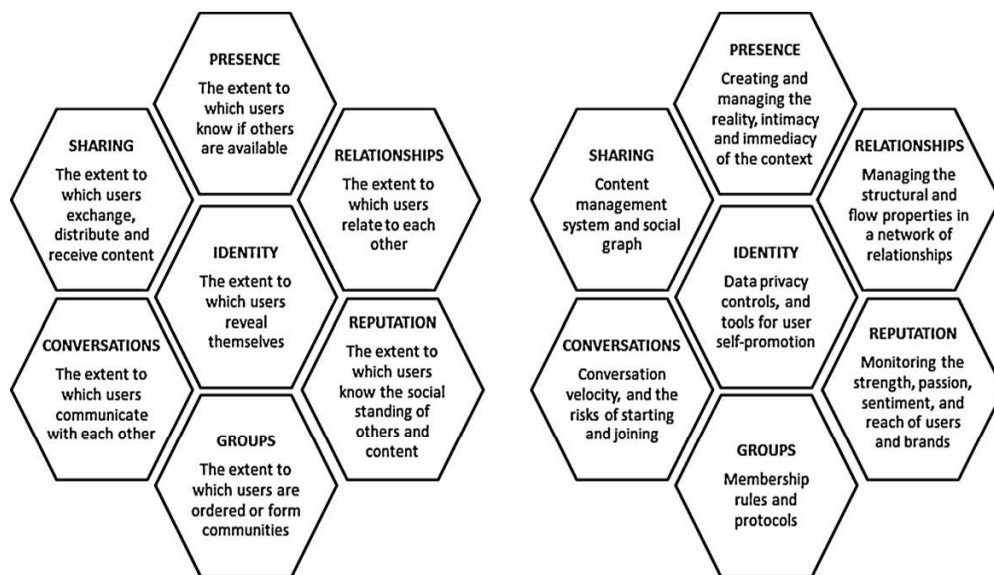 PRESENCE
The extent to
which users
know if others
are available
SHARING
The extent to
which users
exchange,
distribute and
receive content
RELATIONSHIPS
The extent to
which users
relate to each
other
IDENTITY
The extent to
which users
reveal
themselves
CONVERSATIONS
The extent to
which users
communicate
with each other
REPUTATION
The extent to
which users
know the social
standing of
others and
content
GROUPS
The extent to
which users are
ordered or form
communities
PRESENCE
Creating and
managing the
reality, intimacy
and immediacy
of the context
SHARING
Content
management
system and social
graph
RELATIONSHIPS
Managing the
structural and
flow properties in
a network of
relationships
IDENTITY
Data privacy
controls, and
tools for user
self-promotion
CONVERSATIONS
Conversation
velocity, and the
risks of starting
and joining
REPUTATION
Monitoring the
strength, passion,
sentiment, and
reach of users
and brands
GROUPS
Membership
rules and
protocols